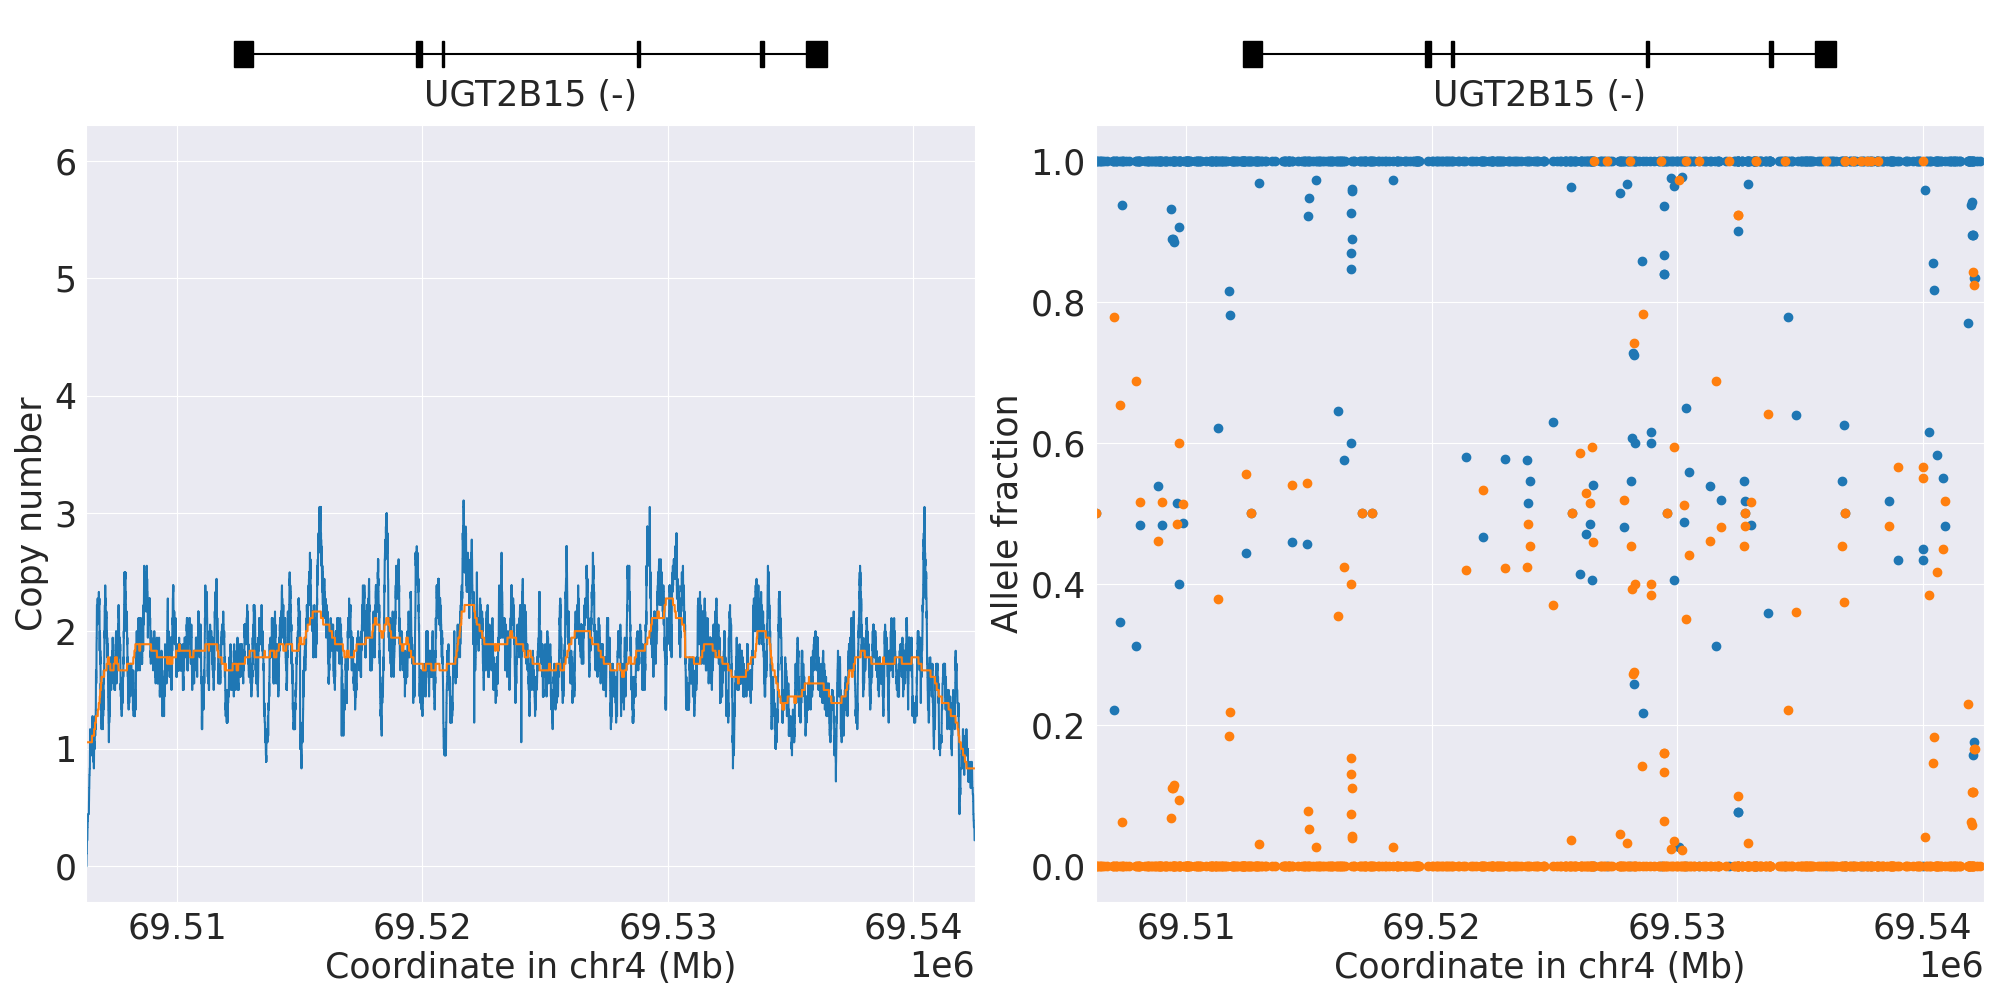 UGT2B15 (-)
Copy number
6
5
4
3
2
1
0
69.51 69.52 69.53 69.54
Coordinate in chr4 (Mb) 1e6
UGT2B15 (-)
Allele fraction
1.0
0.8
0.6
0.4
0.2
0.0
69.51 69.52 69.53 69.54
Coordinate in chr4 (Mb) 1e6